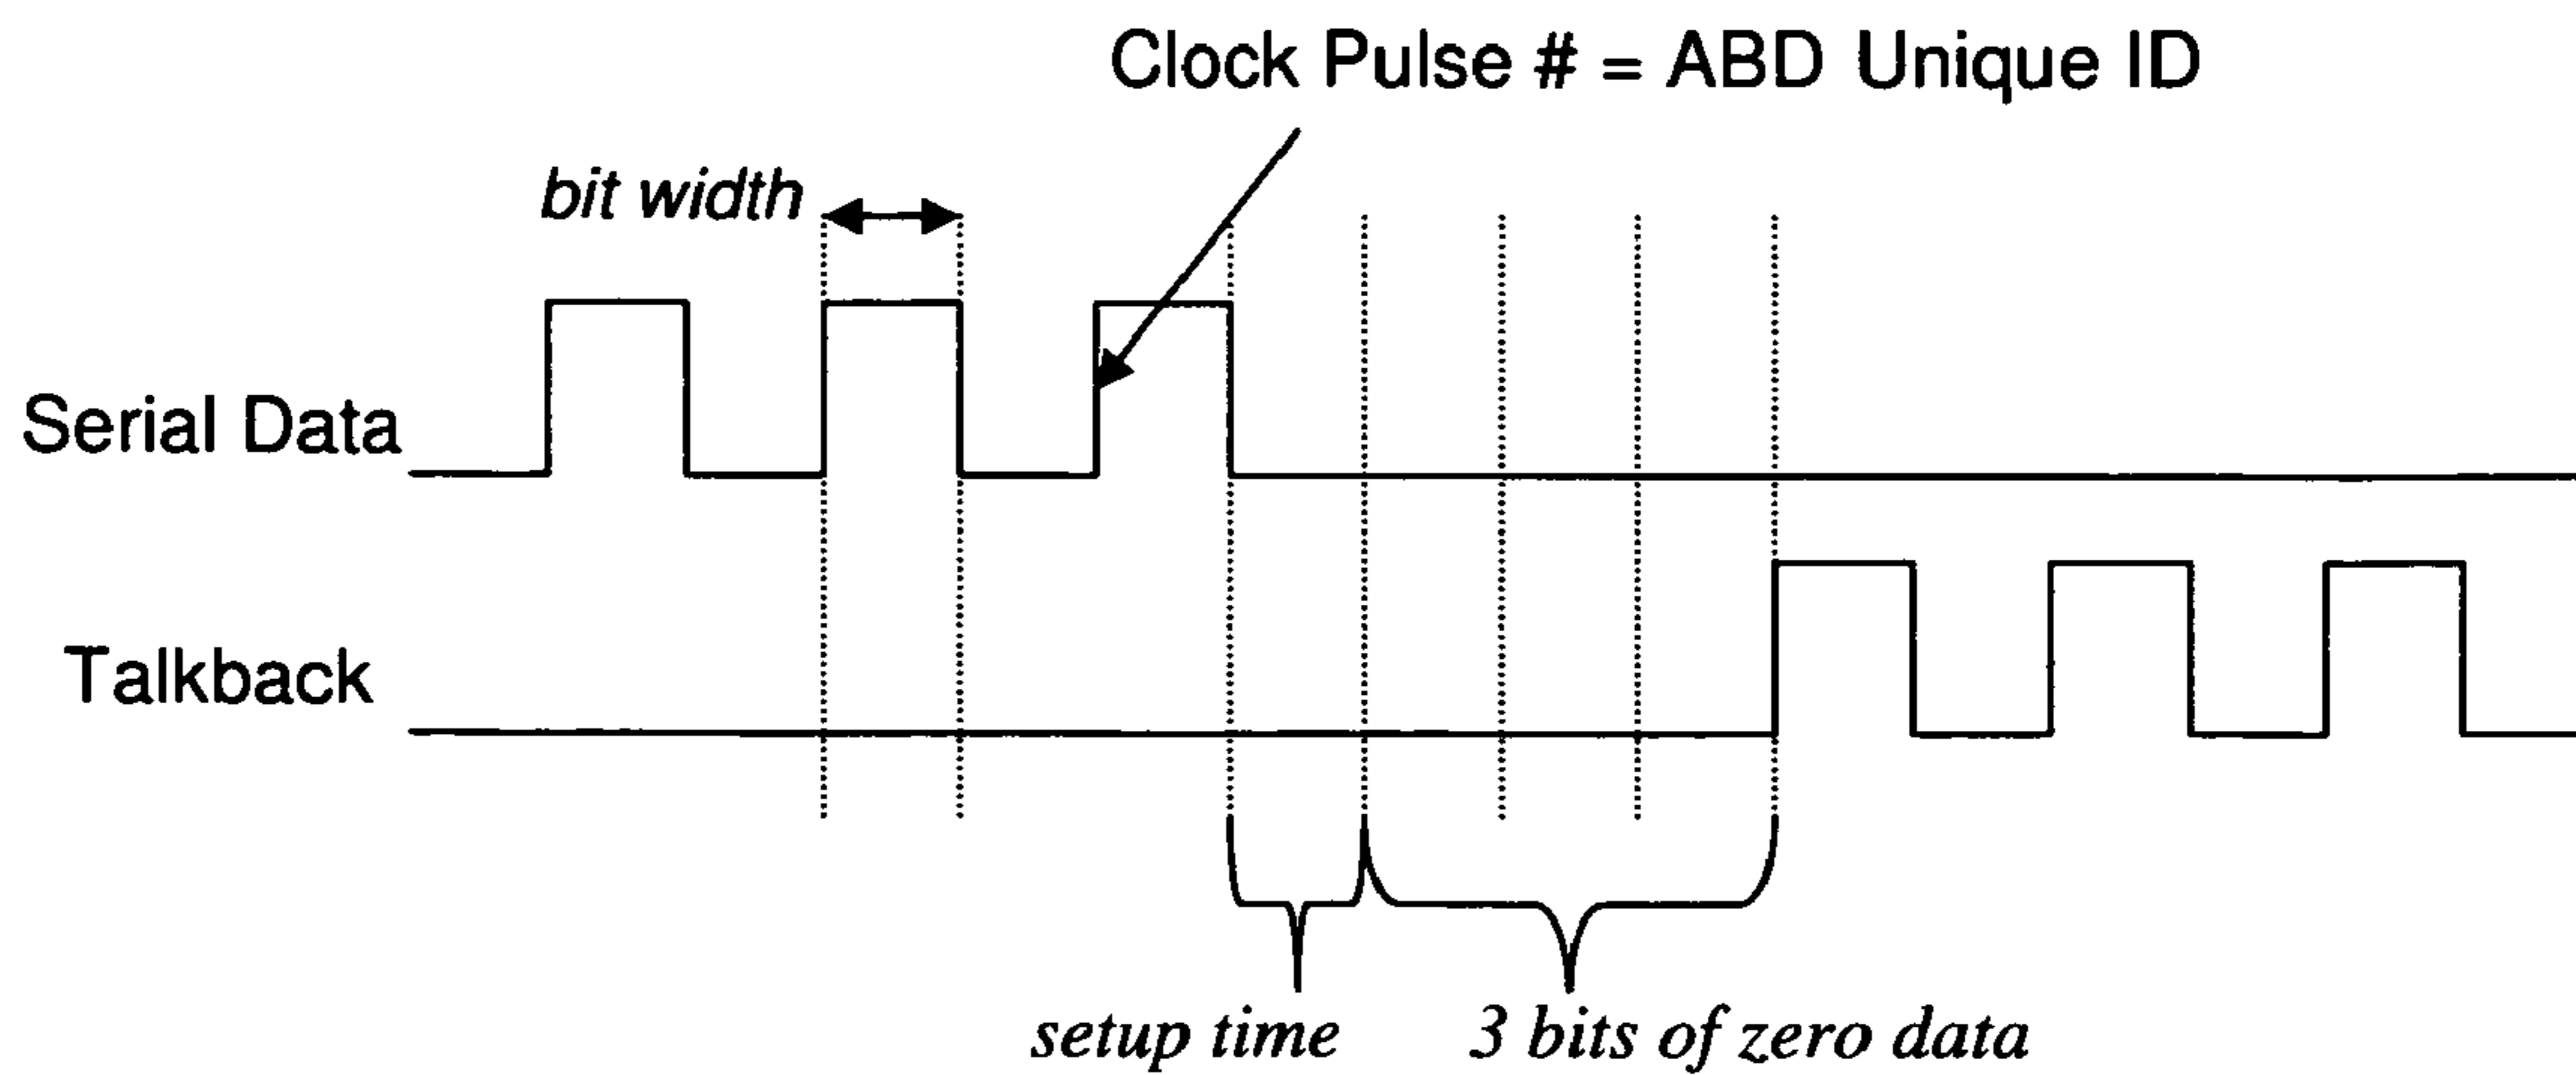 Clock Pulse # = ABD Unique ID
bit width
Serial Data
Talkback
setup time
3 bits of zero data